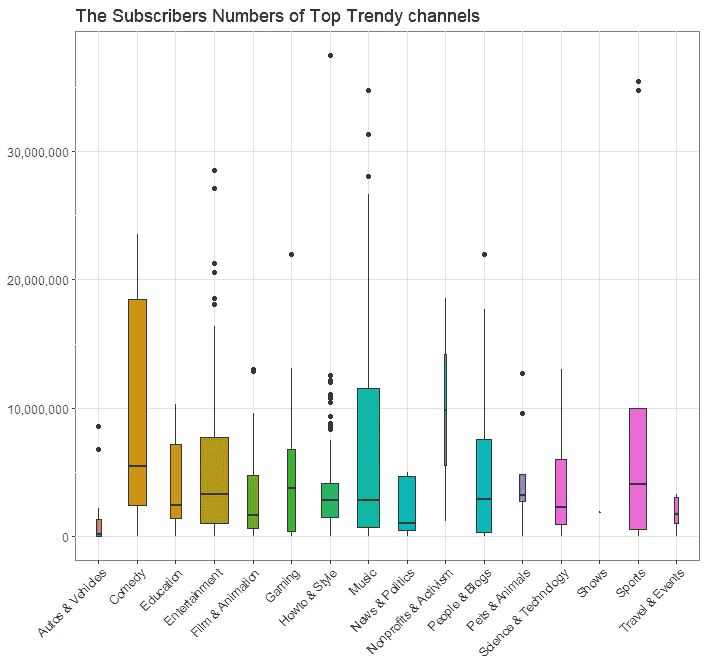 The Subscribers Numbers of Top Trendy channels
30,000,000
20,000,000
10,000,000
0
Autos & Vehicles
Comedy
Education
Entertainment
Film & Animation
Gaming
Howto & Style
Music
News & Politics
Nonprofits & Activism
People & Blogs
Pets & Animals
Science & Technology
Shows
Sports
Travel & Events